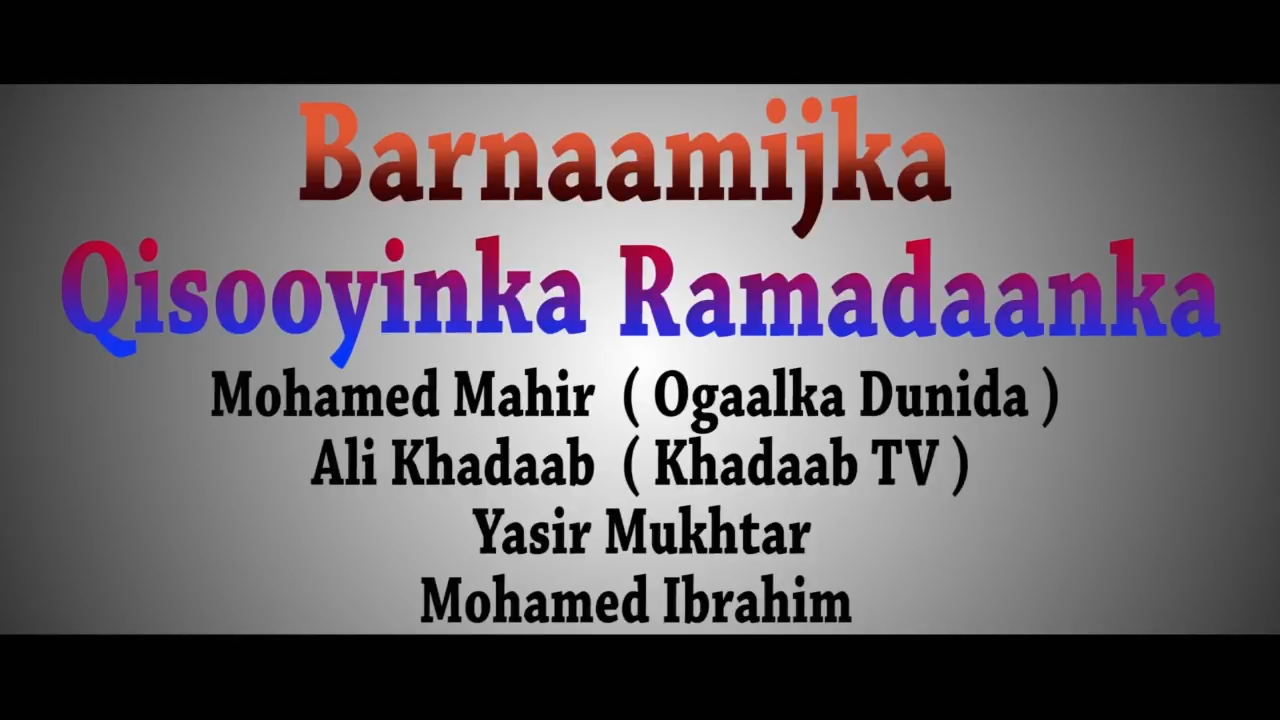 Barnaamijka
Qisooyinka Ramadaanka
Mohamed Mahir ( Ogaalka Dunida )
Ali Khadaab ( Khadaab TV )
Yasir Mukhtar
Mohamed Ibrahim